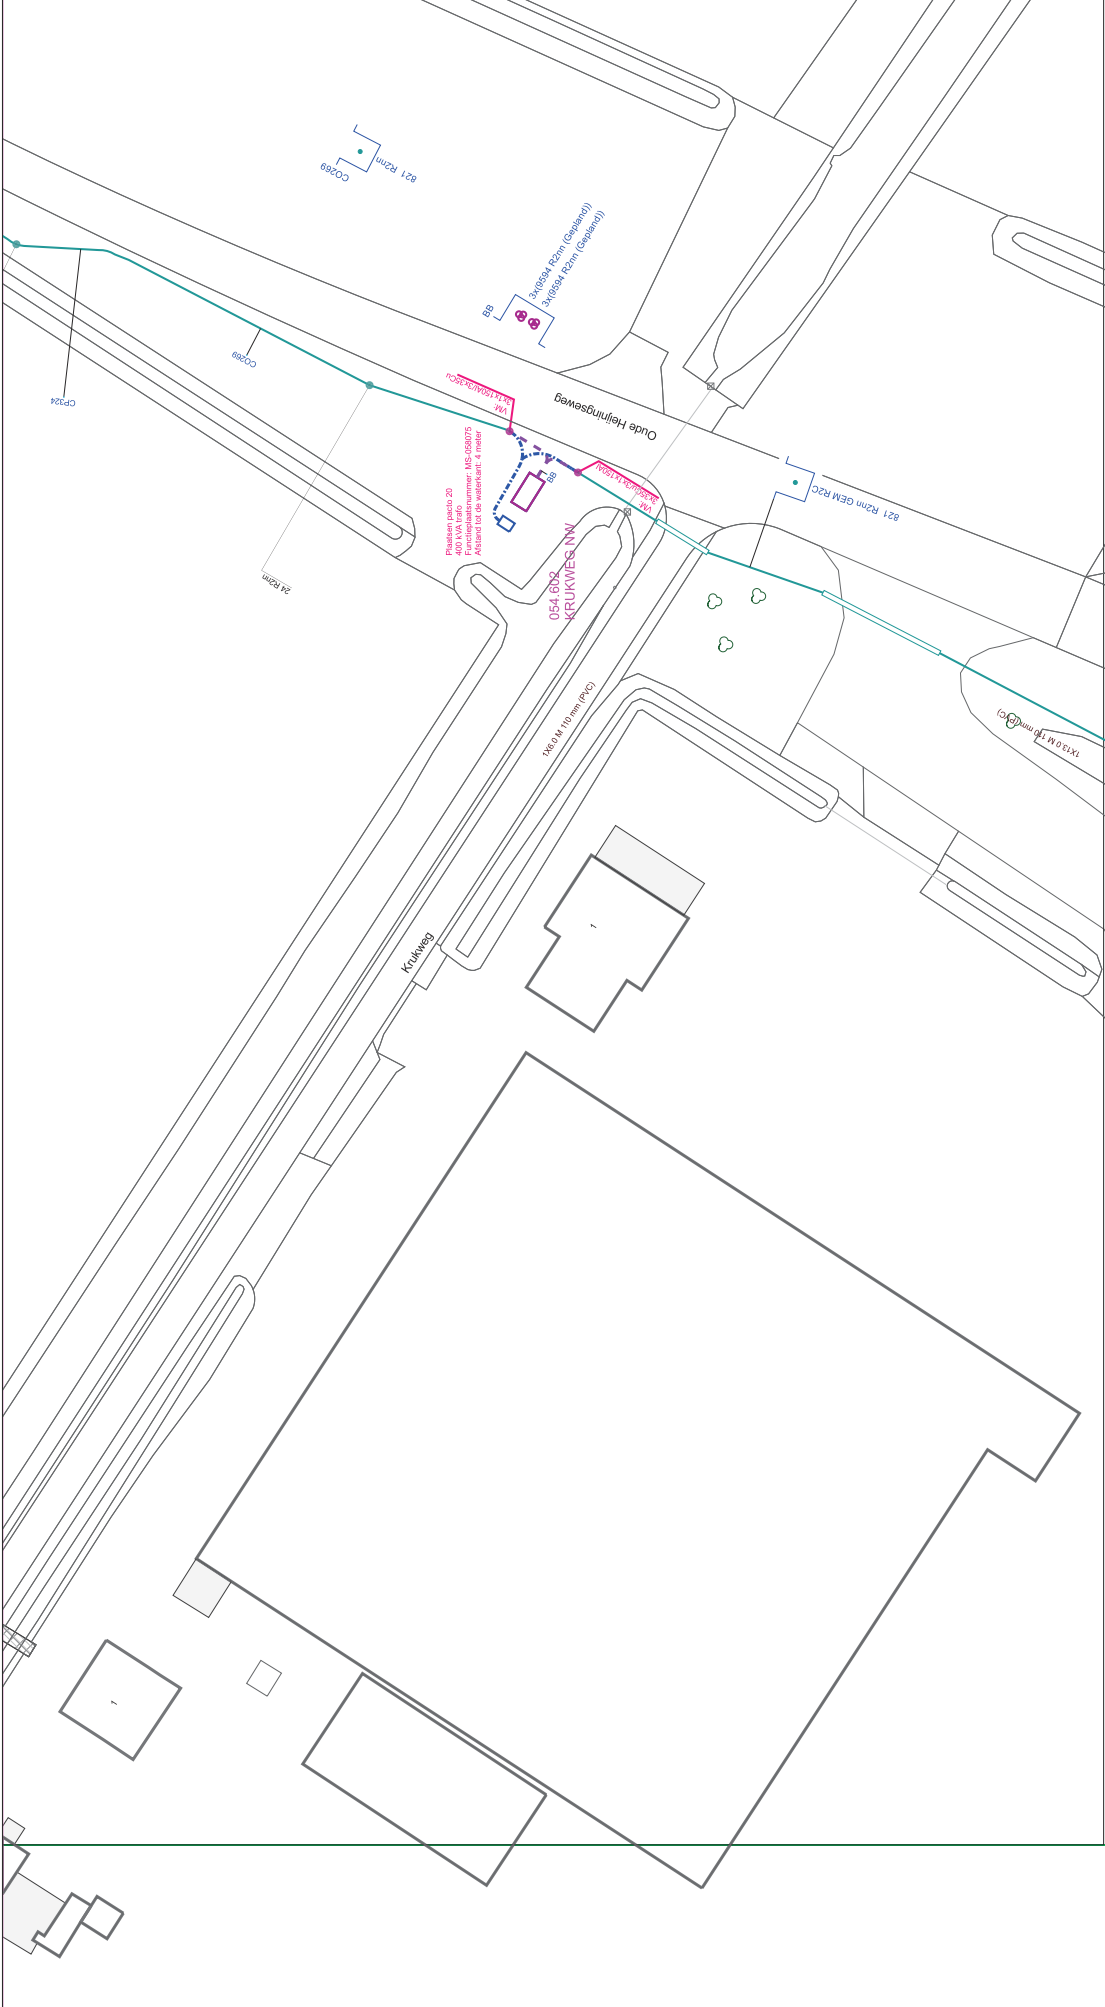 CO269
821 R2nn
3x(9594 R2nn (Gepland))
3x(9594 R2nn (Gepland))
BB
CO269
CP324
VM:
3x1x150Al/3x35Cu
Oude Heijningseweg
Plaatsen pacto 20
400 kVA trafo
Functieplaatsnummer: MS-058075
Afstand tot de waterkant: 4 meter
BB
VM:
3x35Cu/3x1x150Al
821 R2nn GEM R2C
24 R2nn
054.602
KRUKWEG NW
1X6.0 M 110 mm (PVC)
1X13.0 M 110 mm (PVC)
Krukweg
1
1